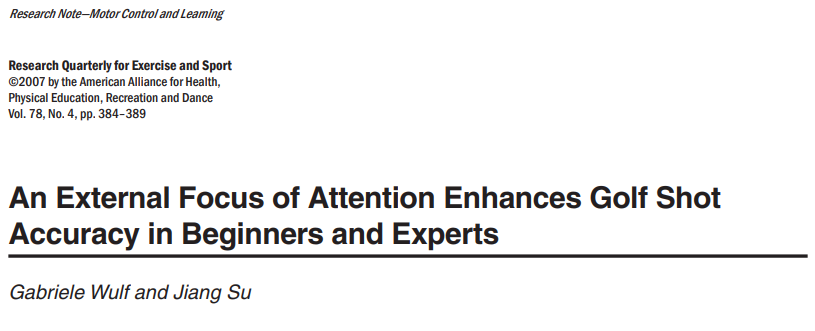 Research Note—Motor Control and Learning
Research Quarterly for Exercise and Sport
©2007 by the American Alliance for Health,
Physical Education, Recreation and Dance
Vol. 78, No. 4, pp. 384–389
An External Focus of Attention Enhances Golf Shot
Accuracy in Beginners and Experts
Gabriele Wulf and Jiang Su